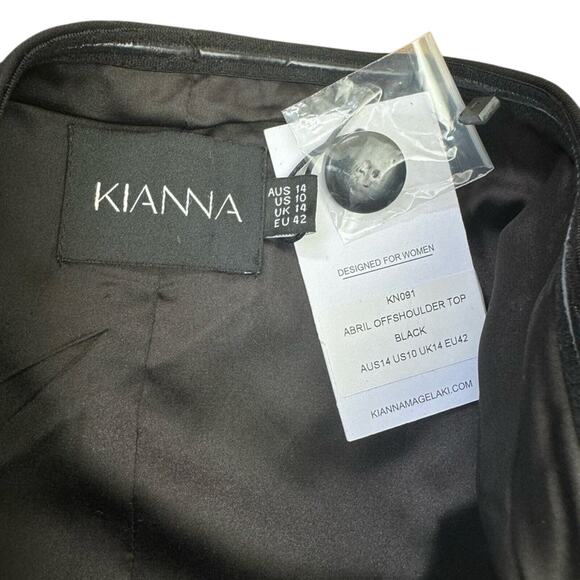 KIANNA
AUS 14
US 10
UK 14
EU 42
DESIGNED FOR WOMEN
KN091
ABRIL OFFSHOULDER TOP
BLACK
AUS14 US10 UK14 EU42
KIANNAMAGELAKI.COM